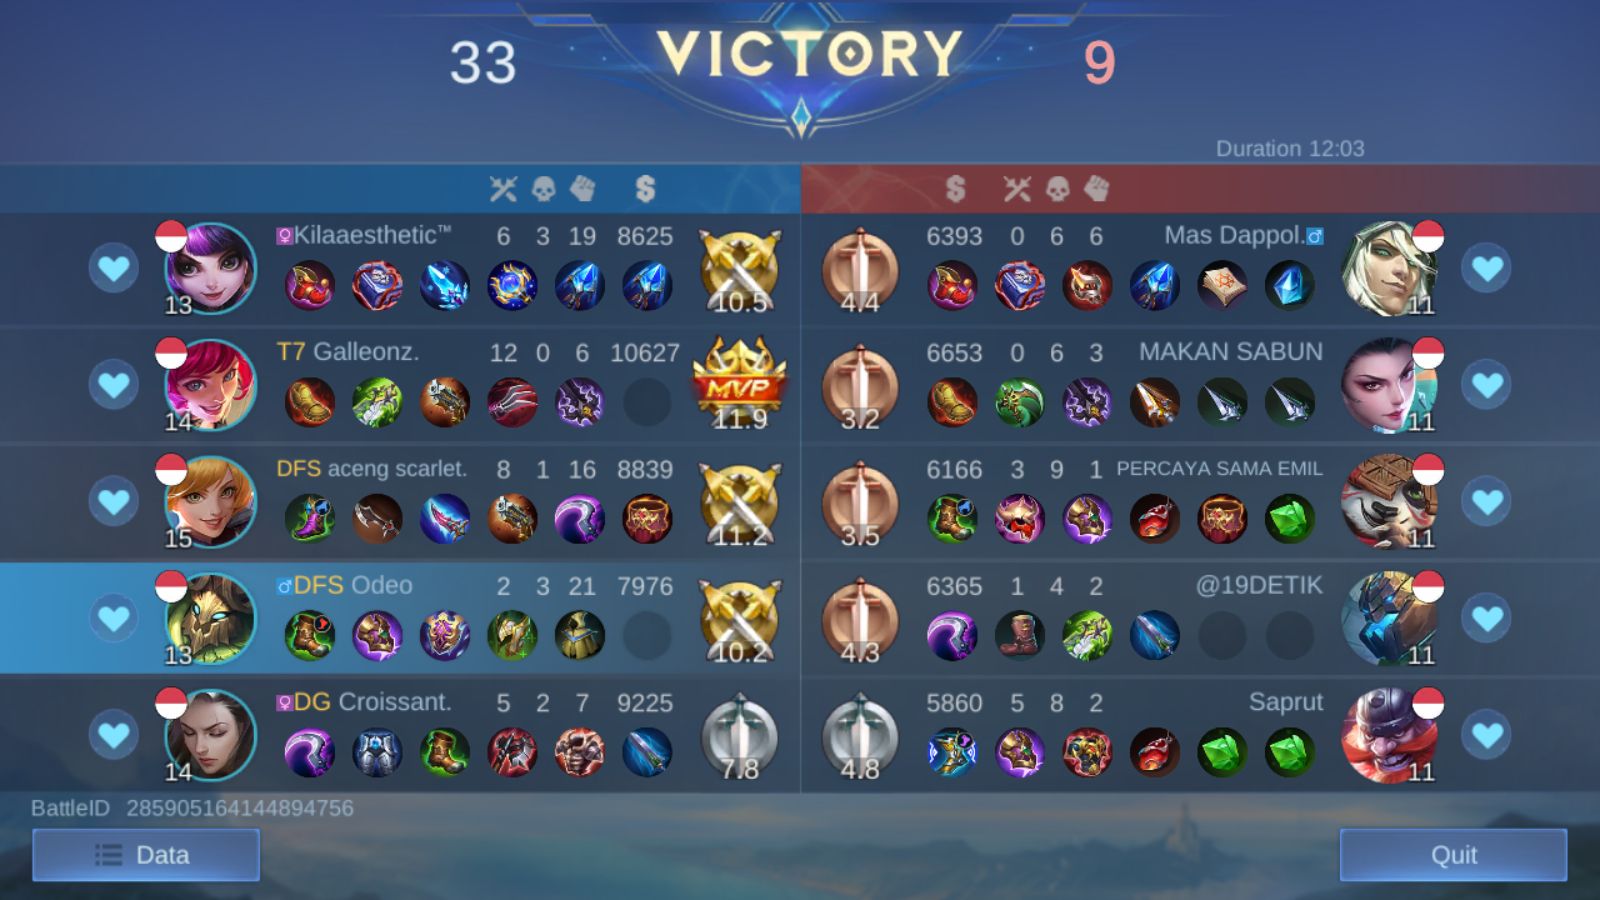 33 VICTORY 9
Duration 12:03
Kilaaesthetic™ 6 3 19 8625
13 10.5
6393 0 6 6 Mas Dappol.
4.4 11
T7 Galleonz. 12 0 6 10627
14 MVP 11.9
6653 0 6 3 MAKAN SABUN
3.2 11
DFS aceng scarlet. 8 1 16 8839
15 11.2
6166 3 9 1 PERCAYA SAMA EMIL
3.5 11
DFS Odeo 2 3 21 7976
13 10.2
6365 1 4 2 @19DETIK
4.3 11
DG Croissant. 5 2 7 9225
14 7.8
5860 5 8 2 Saprut
4.8 11
BattleID 285905164144894756
Data
Quit